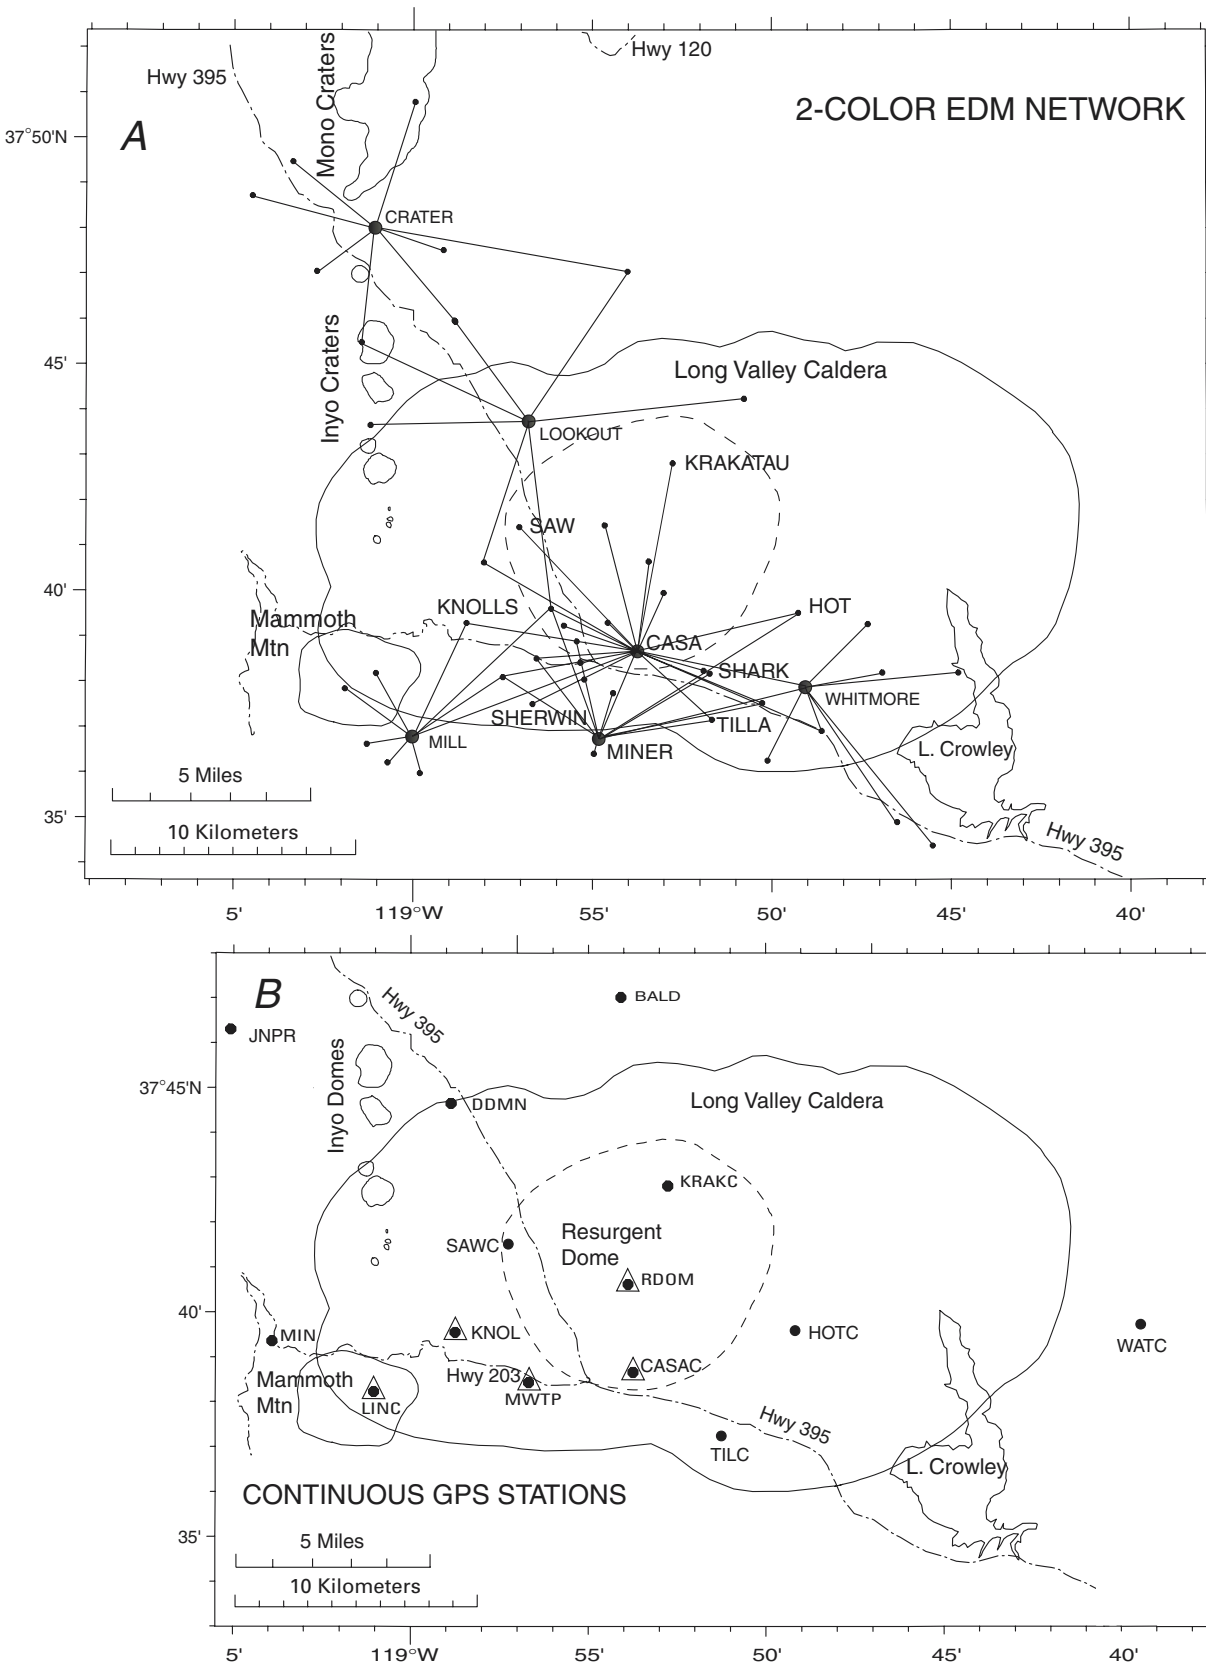 Hwy 120
Hwy 395
Mono Craters
A
2-COLOR EDM NETWORK
37°50'N
CRATER
Inyo Craters
45'
Long Valley Caldera
LOOKOUT
KRAKATAU
SAW
40'
KNOLLS
HOT
Mammoth
Mtn
CASA
SHARK
WHITMORE
SHERWIN
TILLA
MILL
MINER
L. Crowley
5 Miles
10 Kilometers
35'
Hwy 395
5'
119°W
55'
50'
45'
40'
B
Hwy 395
BALD
JNPR
Inyo Domes
37°45'N
DDMN
Long Valley Caldera
KRAKC
SAWC
Resurgent
Dome
RDOM
40'
MIN
KNOL
HOTC
WATC
CASAC
Hwy 203
Mammoth
Mtn
LINC
MWTP
Hwy 395
TILC
L. Crowley
CONTINUOUS GPS STATIONS
35'
5 Miles
10 Kilometers
5'
119°W
55'
50'
45'
40'